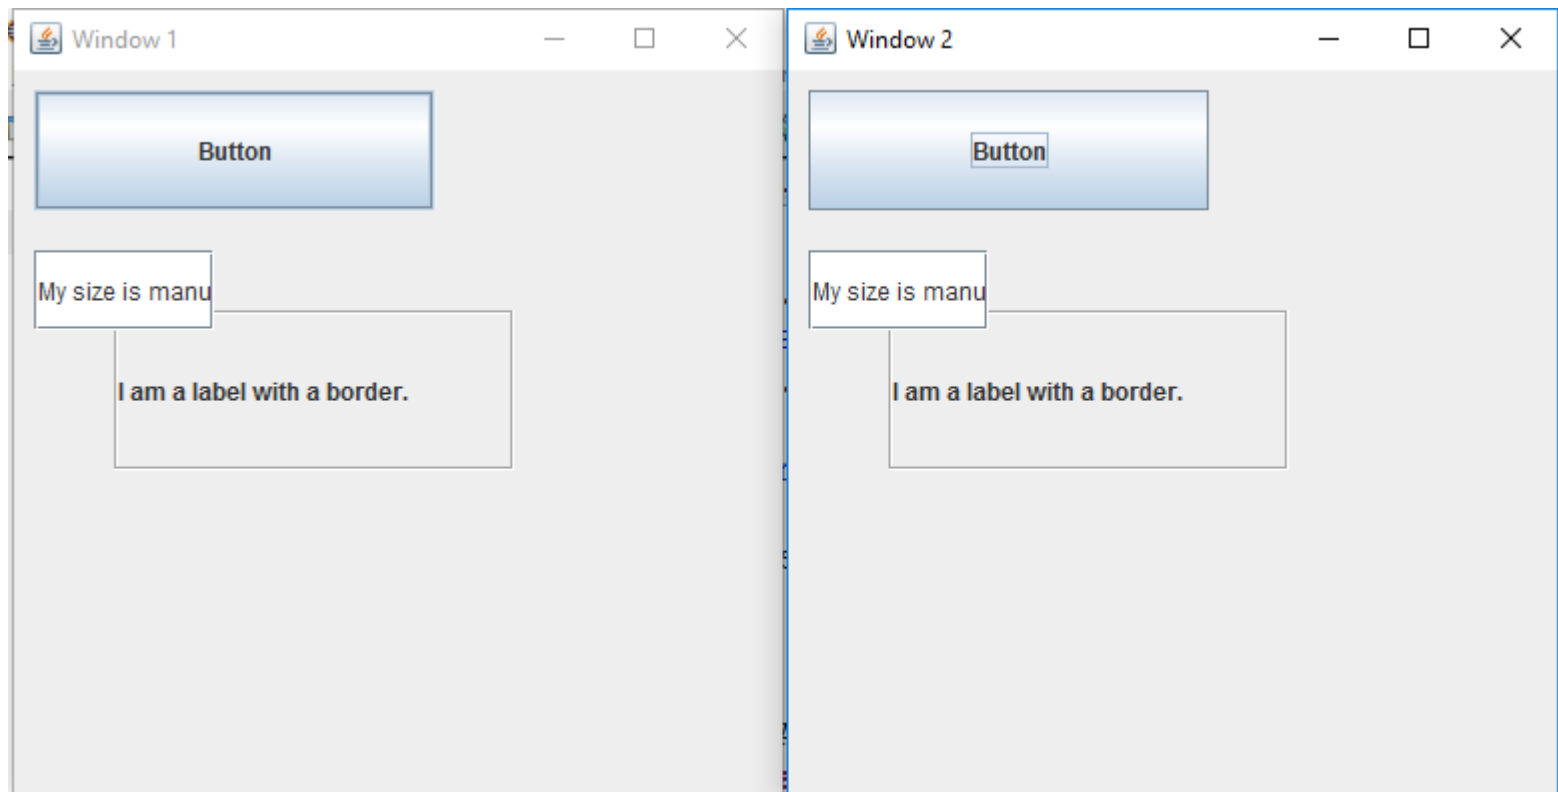 Window 1
Button
My size is manu
I am a label with a border.
Window 2
Button
My size is manu
I am a label with a border.